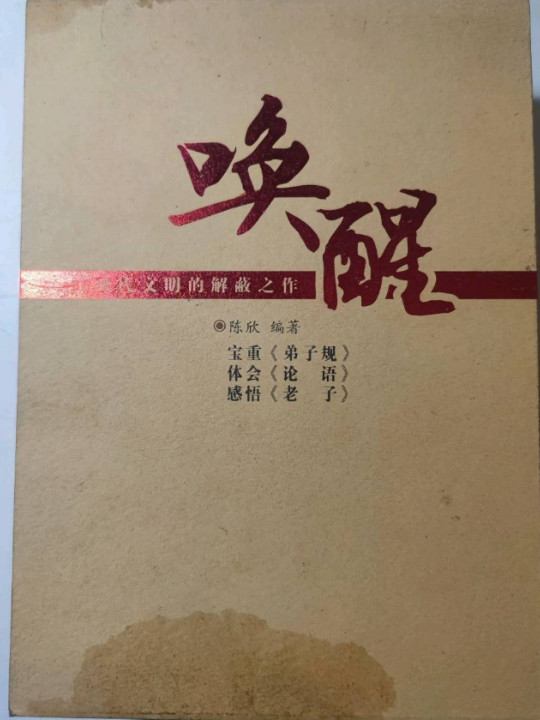 唤醒
代文明的解蔽之作
◉陈欣 编著
宝重《弟子规》
体会《论 语》
感悟《老 子》